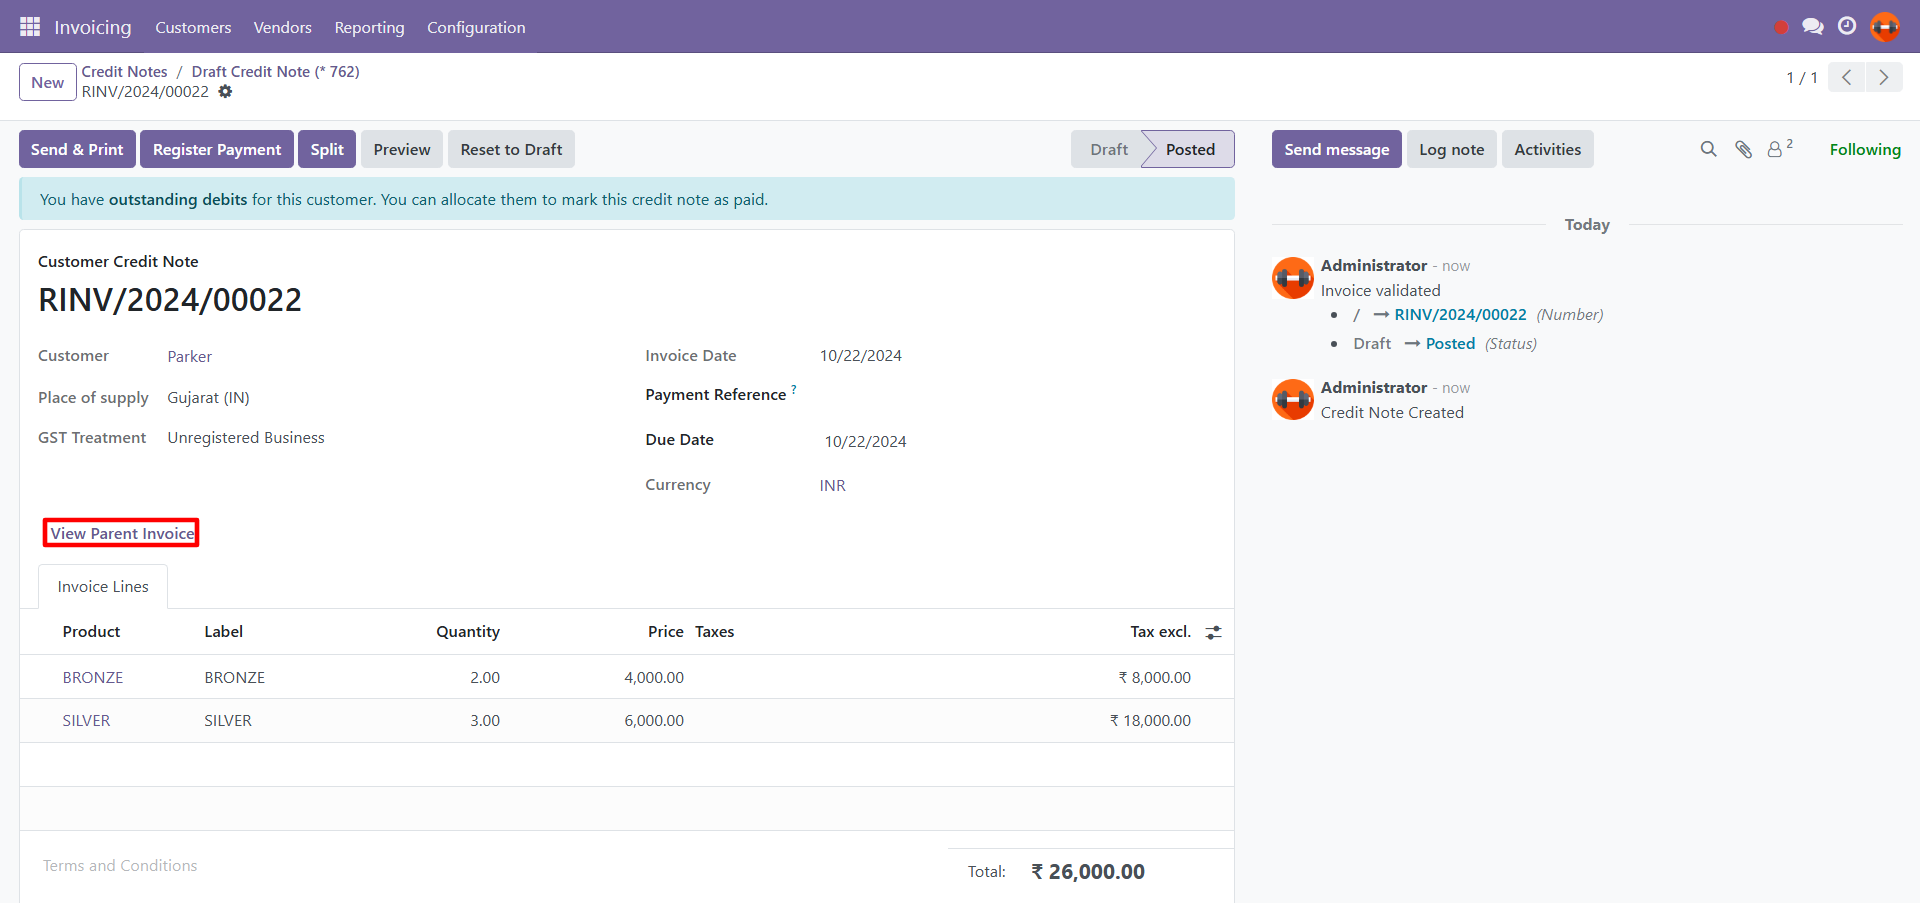 Invoicing Customers Vendors Reporting Configuration
New
Credit Notes / Draft Credit Note (* 762)
RINV/2024/00022
1 / 1
Send & Print Register Payment Split Preview Reset to Draft Draft Posted
Send message Log note Activities 2 Following
You have outstanding debits for this customer. You can allocate them to mark this credit note as paid.
Customer Credit Note
RINV/2024/00022
Customer Parker
Place of supply Gujarat (IN)
GST Treatment Unregistered Business
Invoice Date 10/22/2024
Payment Reference ?
Due Date 10/22/2024
Currency INR
View Parent Invoice
Invoice Lines
Product Label Quantity Price Taxes Tax excl.
BRONZE BRONZE 2.00 4,000.00 ₹ 8,000.00
SILVER SILVER 3.00 6,000.00 ₹ 18,000.00
Terms and Conditions
Total: ₹ 26,000.00
Today
Administrator - now
Invoice validated
• / → RINV/2024/00022 (Number)
• Draft → Posted (Status)
Administrator - now
Credit Note Created